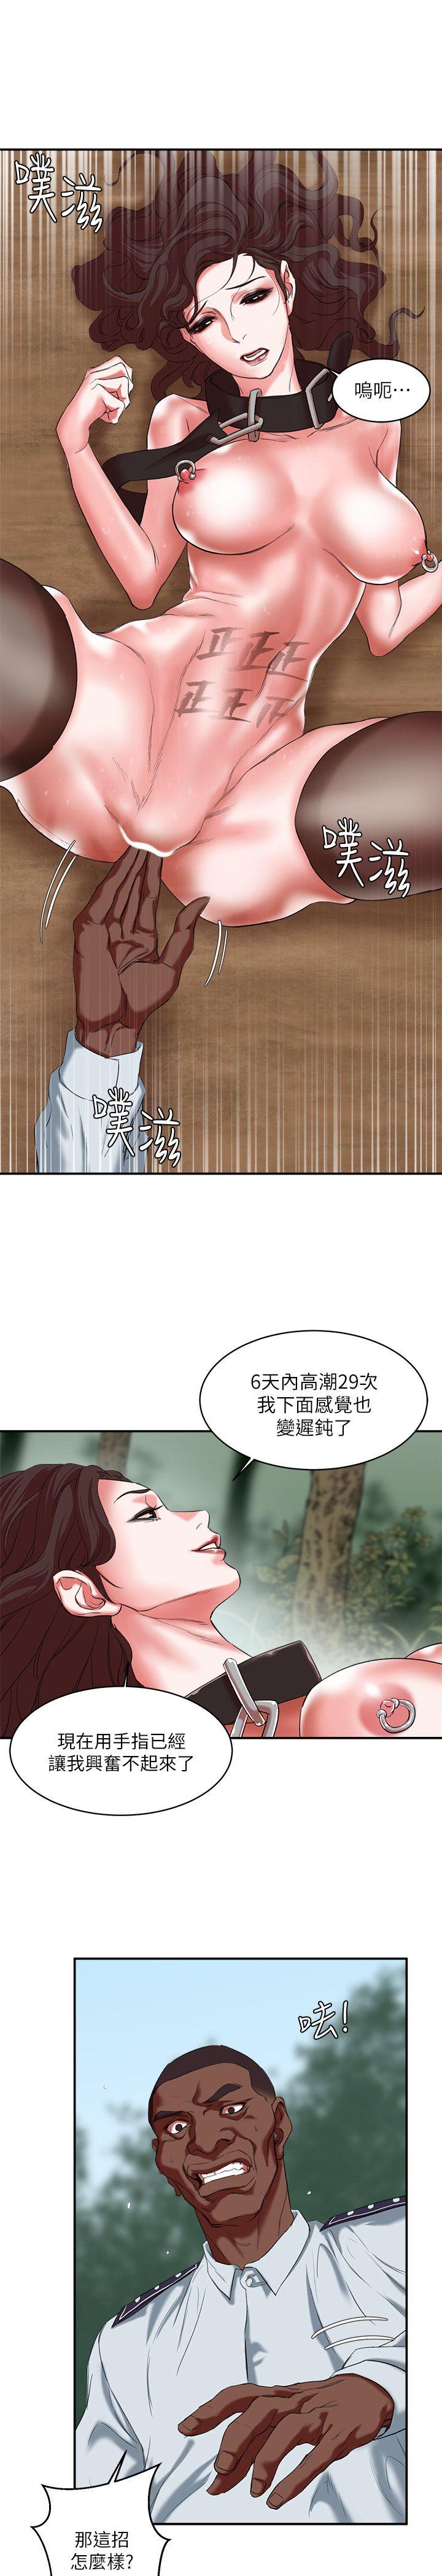 噗滋
嗚呃…
正正正
正正正
噗滋
噗滋
6天內高潮29次
我下面感覺也
變遲鈍了
現在用手指已經
讓我興奮不起來了
呿!
那這招
怎麼樣?